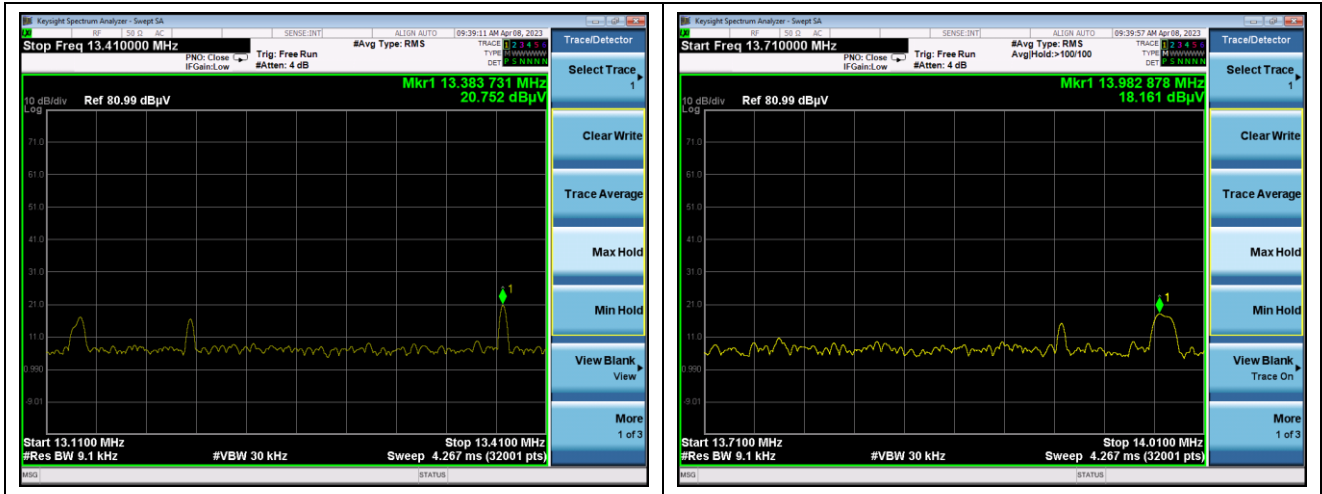 Keysight Spectrum Analyzer - Swept SA
RF 50 Ω AC SENSE:INT ALIGN AUTO 09:39:11 AM Apr 08, 2023
Stop Freq 13.410000 MHz
PNO: Close
IFGain:Low
Trig: Free Run
#Atten: 4 dB
#Avg Type: RMS
TRACE 1 2 3 4 5 6
TYPE M WWWWW
DET P S N N N N
Mkr1 13.383 731 MHz
20.752 dBµV
10 dB/div Ref 80.99 dBµV
Log
71.0
61.0
51.0
41.0
31.0
21.0
11.0
0.990
-9.01
1
Start 13.1100 MHz Stop 13.4100 MHz
#Res BW 9.1 kHz #VBW 30 kHz Sweep 4.267 ms (32001 pts)
MSG STATUS
Trace/Detector
Select Trace
1
Clear Write
Trace Average
Max Hold
Min Hold
View Blank
View
More
1 of 3
Keysight Spectrum Analyzer - Swept SA
RF 50 Ω AC SENSE:INT ALIGN AUTO 09:39:57 AM Apr 08, 2023
Start Freq 13.710000 MHz
PNO: Close
IFGain:Low
Trig: Free Run
#Atten: 4 dB
#Avg Type: RMS
Avg|Hold:>100/100
TRACE 1 2 3 4 5 6
TYPE M WWWWW
DET P S N N N N
Mkr1 13.982 878 MHz
18.161 dBµV
10 dB/div Ref 80.99 dBµV
Log
71.0
61.0
51.0
41.0
31.0
21.0
11.0
0.990
-9.01
1
Start 13.7100 MHz Stop 14.0100 MHz
#Res BW 9.1 kHz #VBW 30 kHz Sweep 4.267 ms (32001 pts)
MSG STATUS
Trace/Detector
Select Trace
1
Clear Write
Trace Average
Max Hold
Min Hold
View Blank
Trace On
More
1 of 3